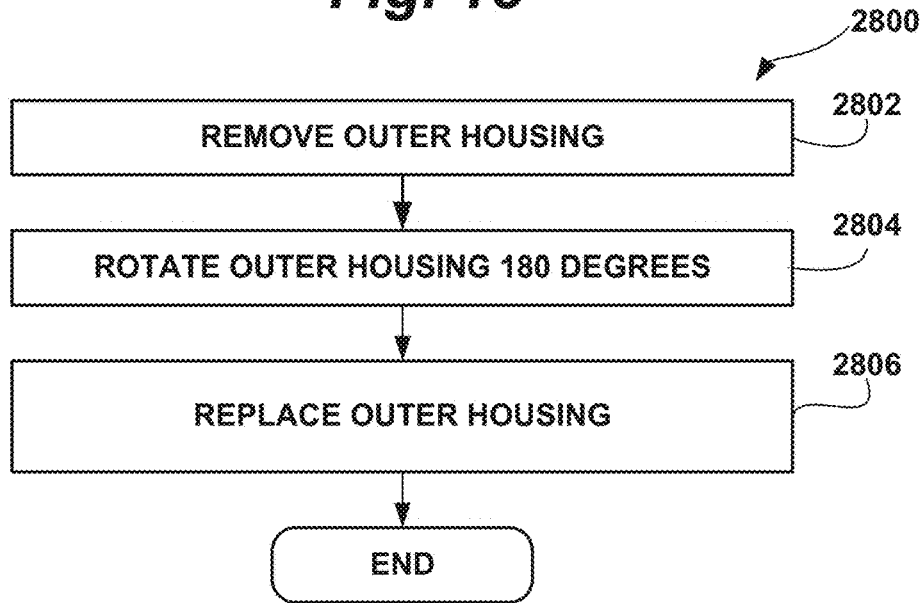 2800
REMOVE OUTER HOUSING
2802
ROTATE OUTER HOUSING 180 DEGREES
2804
REPLACE OUTER HOUSING
2806
END